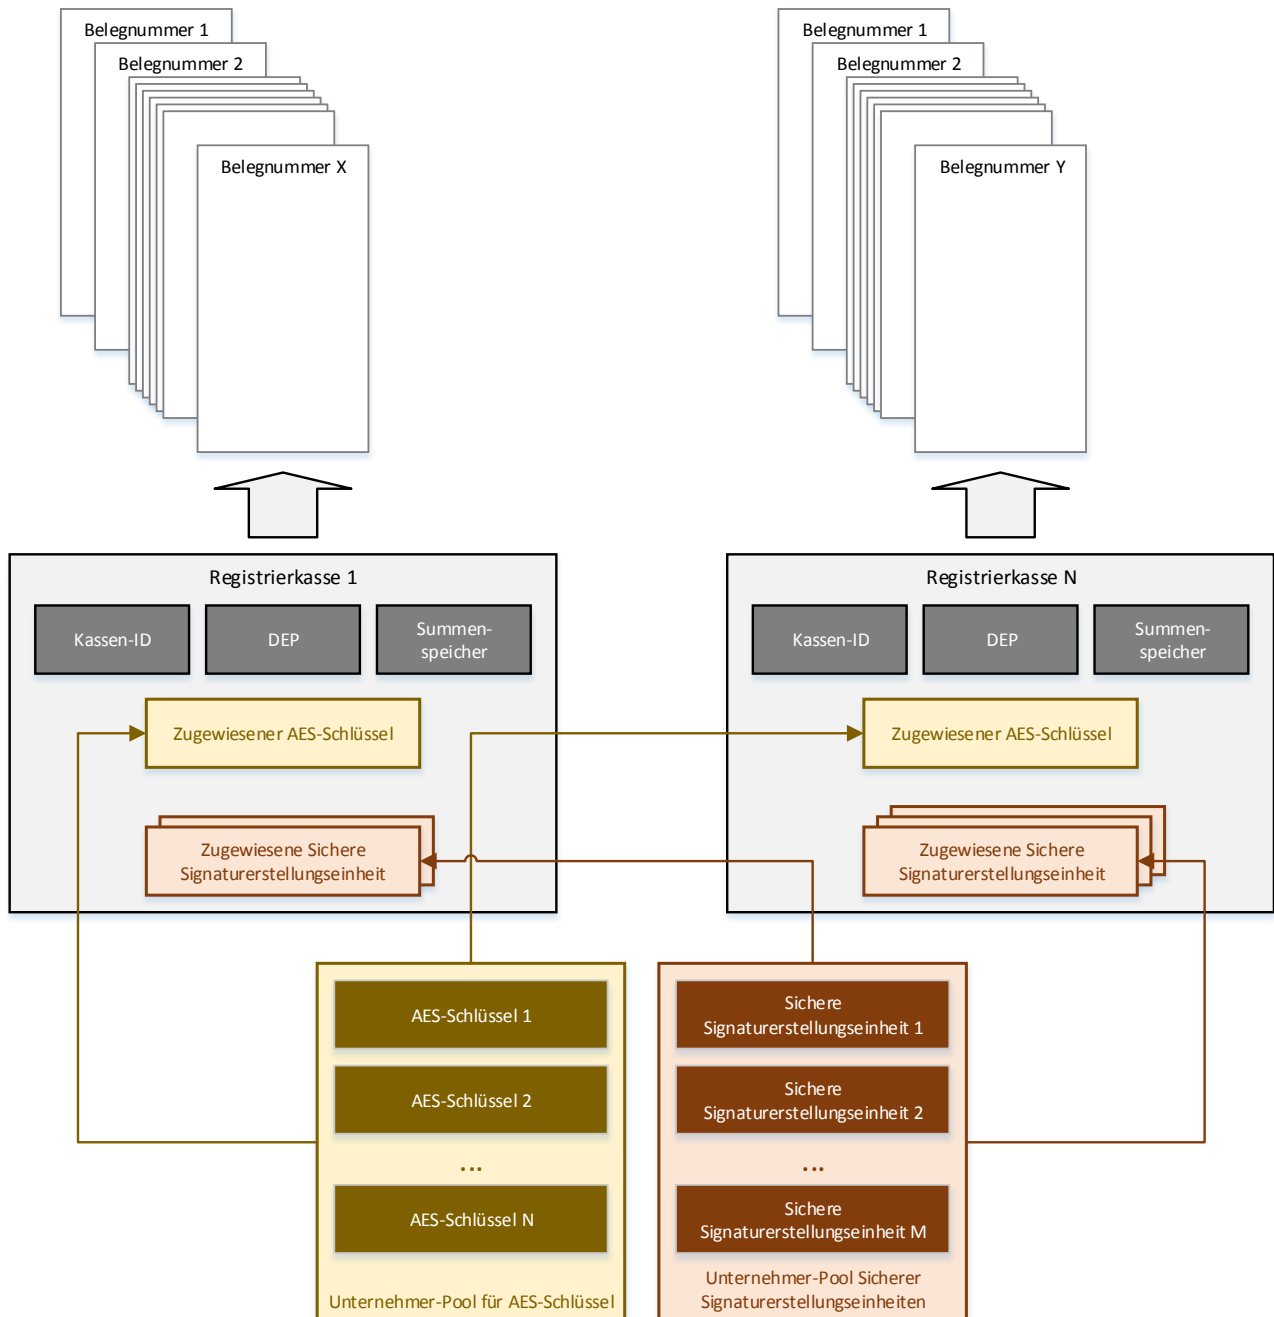 Belegnummer 1
Belegnummer 2
Belegnummer X
Belegnummer 1
Belegnummer 2
Belegnummer Y
Registrierkasse 1
Kassen-ID
DEP
Summen-
speicher
Zugewiesener AES-Schlüssel
Zugewiesene Sichere
Signaturerstellungseinheit
Registrierkasse N
Kassen-ID
DEP
Summen-
speicher
Zugewiesener AES-Schlüssel
Zugewiesene Sichere
Signaturerstellungseinheit
AES-Schlüssel 1
AES-Schlüssel 2
...
AES-Schlüssel N
Unternehmer-Pool für AES-Schlüssel
Sichere
Signaturerstellungseinheit 1
Sichere
Signaturerstellungseinheit 2
...
Sichere
Signaturerstellungseinheit M
Unternehmer-Pool Sicherer
Signaturerstellungseinheiten